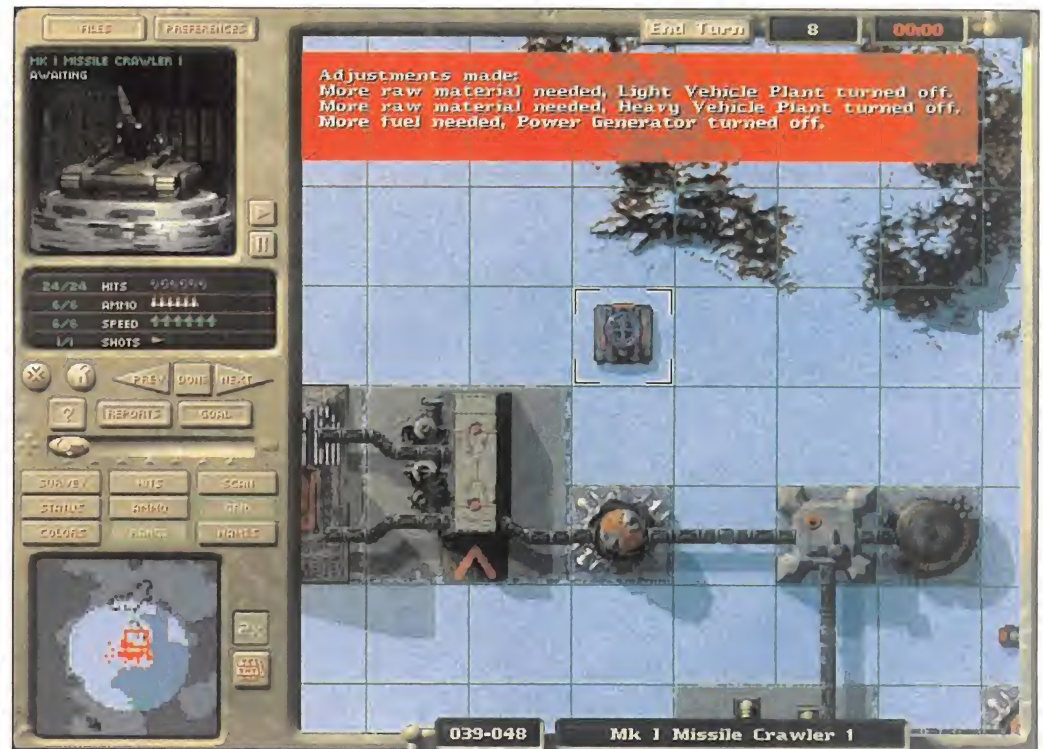 FILES PREFERENCES End Turn 8 00:00
MK 1 MISSILE CRAWLER 1
AWAITING
Adjustments made:
More raw material needed, Light Vehicle Plant turned off.
More raw material needed, Heavy Vehicle Plant turned off.
More fuel needed, Power Generator turned off.
24/24 HITS
6/6 AMMO
6/6 SPEED
1/1 SHOTS
PREV DONE NEXT
? REPORTS GOAL
SURVEY HITS SCAN
STATUS AMMO GRID
COLORS RANGE NAMES
2x
039-048 Mk 1 Missile Crawler 1